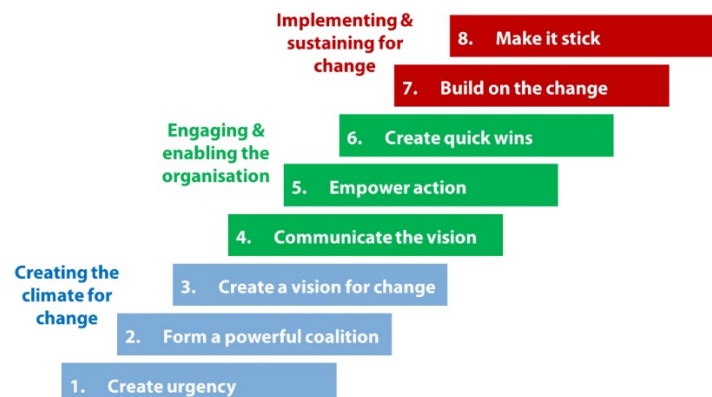 Implementing &
sustaining for
change
8. Make it stick
7. Build on the change
Engaging &
enabling the
organisation
6. Create quick wins
5. Empower action
4. Communicate the vision
Creating the
climate for
change
3. Create a vision for change
2. Form a powerful coalition
1. Create urgency